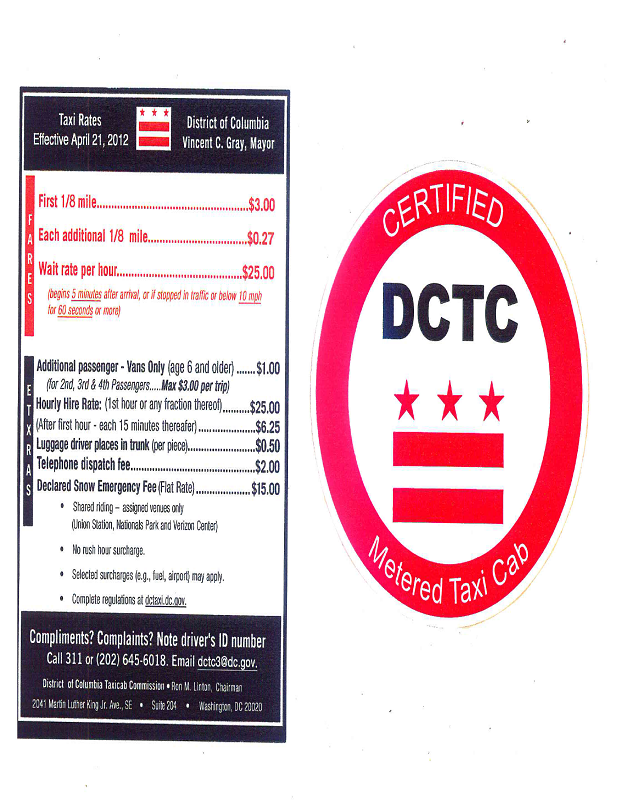 Taxi Rates
Effective April 21, 2012
District of Columbia
Vincent C. Gray, Mayor
FARES
First 1/8 mile..................................................$3.00
Each additional 1/8 mile................................$0.27
Wait rate per hour.........................................$25.00
(begins 5 minutes after arrival, or if stopped in traffic or below 10 mph
for 60 seconds or more)
ETXRAS
Additional passenger - Vans Only (age 6 and older) .......$1.00
(for 2nd, 3rd & 4th Passengers.....Max $3.00 per trip)
Hourly Hire Rate: (1st hour or any fraction thereof)..........$25.00
(After first hour - each 15 minutes thereafer)..................$6.25
Luggage driver places in trunk (per piece).......................$0.50
Telephone dispatch fee.....................................................$2.00
Declared Snow Emergency Fee (Flat Rate)......................$15.00
• Shared riding – assigned venues only
(Union Station, Nationals Park and Verizon Center)
• No rush hour surcharge.
• Selected surcharges (e.g., fuel, airport) may apply.
• Complete regulations at dctaxi.dc.gov.
Compliments? Complaints? Note driver's ID number
Call 311 or (202) 645-6018. Email dctc3@dc.gov.
District of Columbia Taxicab Commission • Ron M. Linton, Chairman
2041 Martin Luther King Jr. Ave., SE • Suite 204 • Washington, DC 20020
CERTIFIED
DCTC
Metered Taxi Cab